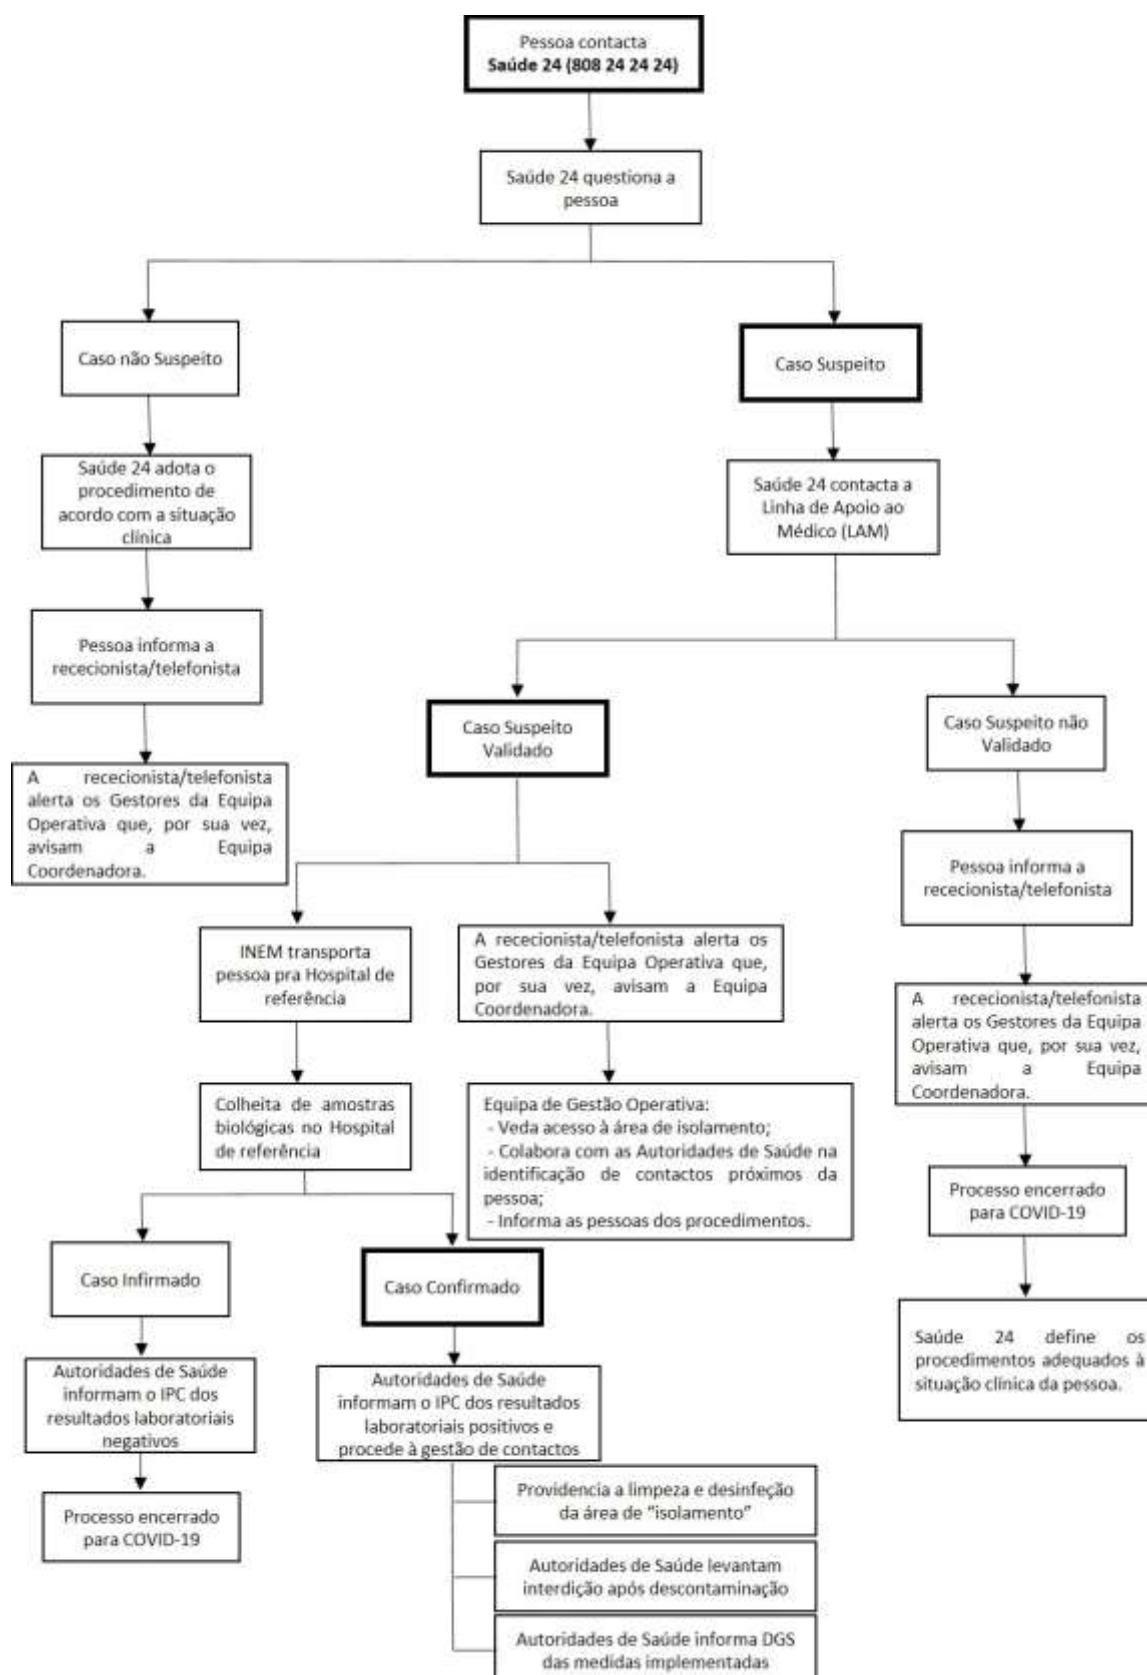 Pessoa contacta
Saúde 24 (808 24 24 24)
Saúde 24 questiona a
pessoa
Caso não Suspeito
Caso Suspeito
Saúde 24 adota o
procedimento de
acordo com a situação
clínica
Saúde 24 contacta a
Linha de Apoio ao
Médico (LAM)
Pessoa informa a
rececionista/telefonista
Caso Suspeito
Validado
Caso Suspeito não
Validado
A rececionista/telefonista
alerta os Gestores da Equipa
Operativa que, por sua vez,
avisam a Equipa
Coordenadora.
Pessoa informa a
rececionista/telefonista
INEM transporta
pessoa pra Hospital de
referência
A rececionista/telefonista alerta os
Gestores da Equipa Operativa que,
por sua vez, avisam a Equipa
Coordenadora.
A rececionista/telefonista
alerta os Gestores da Equipa
Operativa que, por sua vez,
avisam a Equipa
Coordenadora.
Colheita de amostras
biológicas no Hospital
de referência
Equipa de Gestão Operativa:
- Veda acesso à área de isolamento;
- Colabora com as Autoridades de Saúde na
identificação de contactos próximos da
pessoa;
- Informa as pessoas dos procedimentos.
Processo encerrado
para COVID-19
Caso Infirmado
Caso Confirmado
Saúde 24 define os
procedimentos adequados à
situação clínica da pessoa.
Autoridades de Saúde
informam o IPC dos
resultados laboratoriais
negativos
Autoridades de Saúde
informam o IPC dos resultados
laboratoriais positivos e
procede à gestão de contactos
Processo encerrado
para COVID-19
Providencia a limpeza e desinfeção
da área de “isolamento”
Autoridades de Saúde levantam
interdição após descontaminação
Autoridades de Saúde informa DGS
das medidas implementadas